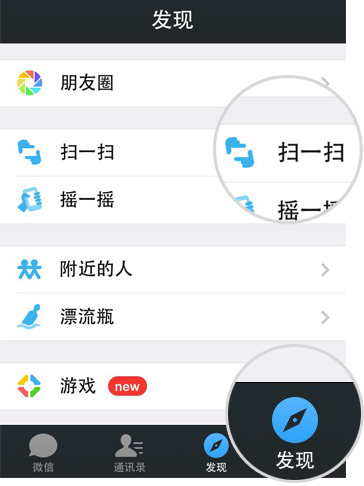 发现
朋友圈
扫一扫
摇一摇
附近的人
漂流瓶
游戏 new
微信 通讯录 发现
扫一扫
摇一摇
发现